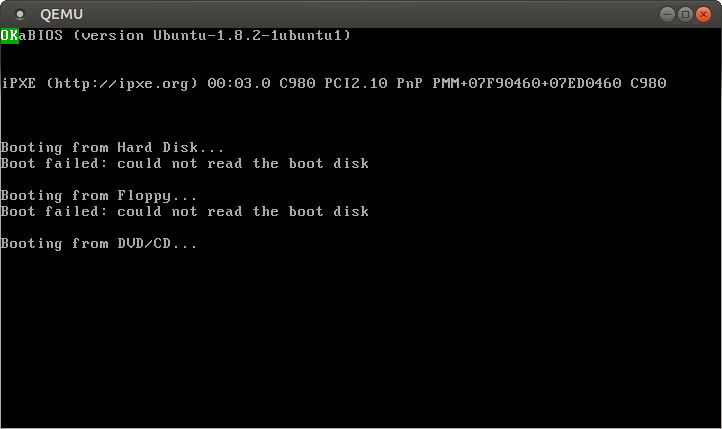 QEMU
OKaBIOS (version Ubuntu-1.8.2-1ubuntu1)
iPXE (http://ipxe.org) 00:03.0 C980 PCI2.10 PnP PMM+07F90460+07ED0460 C980
Booting from Hard Disk...
Boot failed: could not read the boot disk
Booting from Floppy...
Boot failed: could not read the boot disk
Booting from DVD/CD...